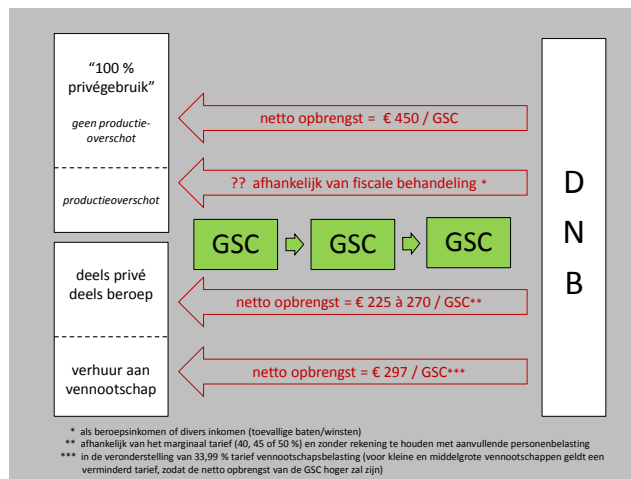 “100 %
privégebruik”
geen productie-
overschot
netto opbrengst = € 450 / GSC
productieoverschot
?? afhankelijk van fiscale behandeling *
D
N
B
GSC
GSC
GSC
deels privé
deels beroep
netto opbrengst = € 225 à 270 / GSC**
verhuur aan
vennootschap
netto opbrengst = € 297 / GSC***
* als beroepsinkomen of divers inkomen (toevallige baten/winsten)
** afhankelijk van het marginaal tarief (40, 45 of 50 %) en zonder rekening te houden met aanvullende personenbelasting
*** in de veronderstelling van 33,99 % tarief vennootschapsbelasting (voor kleine en middelgrote vennootschappen geldt een
verminderd tarief, zodat de netto opbrengst van de GSC hoger zal zijn)